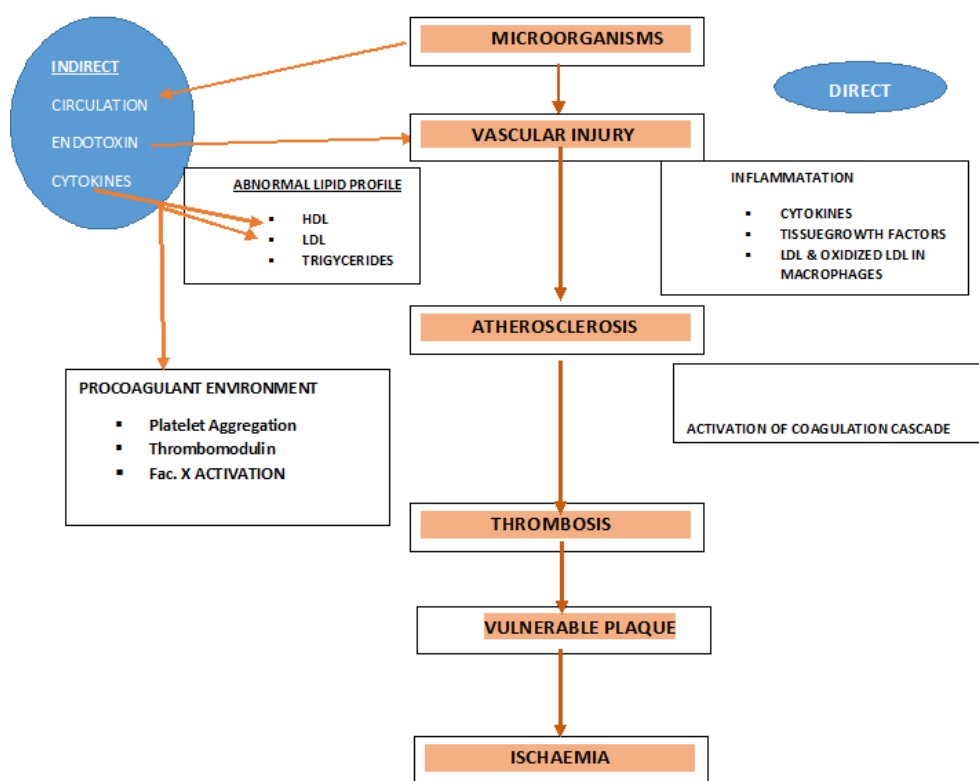 MICROORGANISMS
INDIRECT
CIRCULATION
ENDOTOXIN
CYTOKINES
DIRECT
VASCULAR INJURY
ABNORMAL LIPID PROFILE
▪ HDL
▪ LDL
▪ TRIGYCERIDES
INFLAMMATATION
▪ CYTOKINES
▪ TISSUEGROWTH FACTORS
▪ LDL & OXIDIZED LDL IN
MACROPHAGES
ATHEROSCLEROSIS
PROCOAGULANT ENVIRONMENT
▪ Platelet Aggregation
▪ Thrombomodulin
▪ Fac. X ACTIVATION
ACTIVATION OF COAGULATION CASCADE
THROMBOSIS
VULNERABLE PLAQUE
ISCHAEMIA